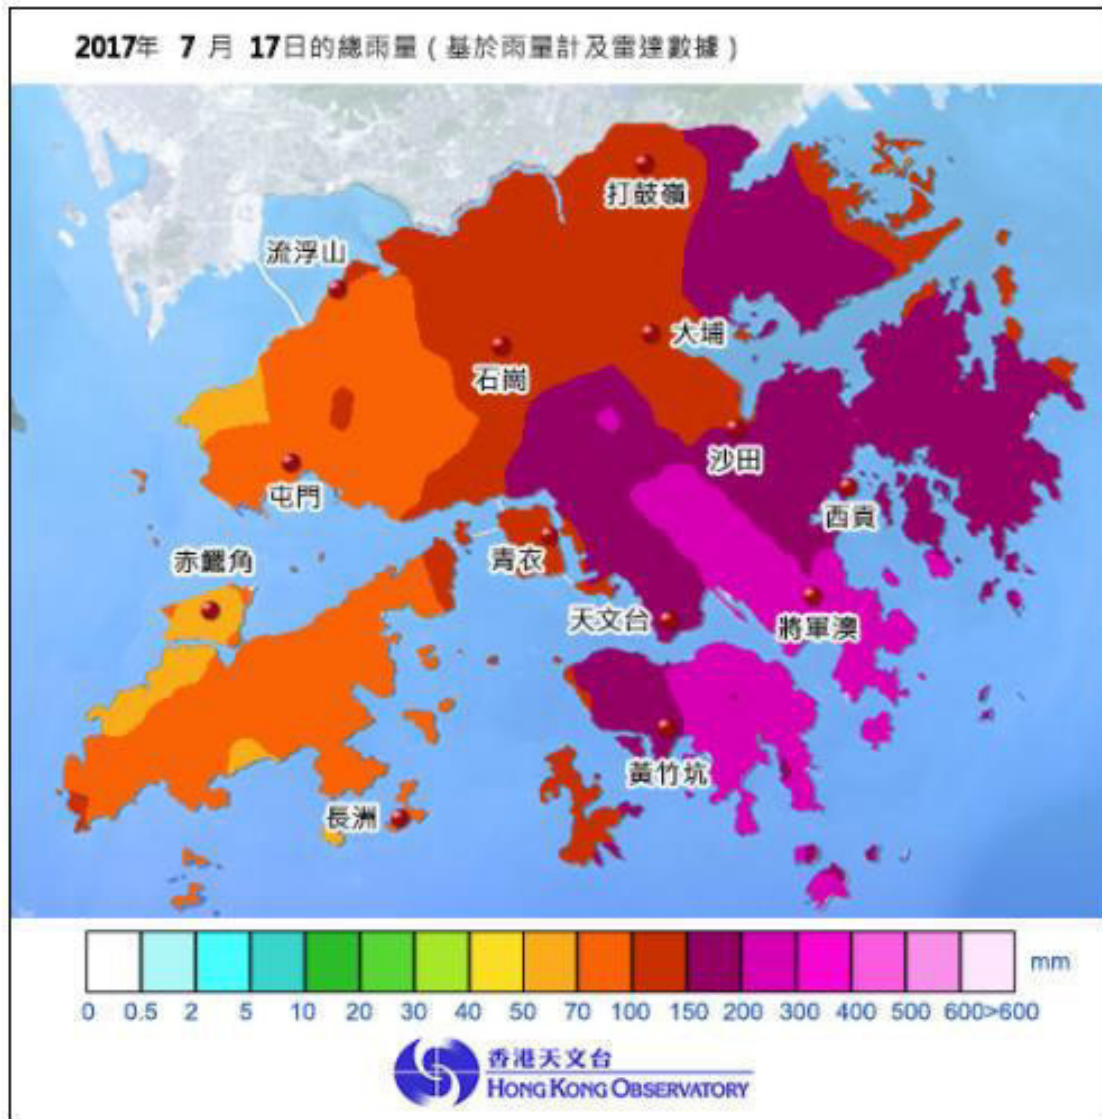 2017年 7 月 17日的總雨量 ( 基於雨量計及雷達數據 )
打鼓嶺
流浮山
大埔
石崗
沙田
屯門
西貢
赤鱲角
青衣
天文台
將軍澳
黃竹坑
長洲
mm
0 0.5 2 5 10 20 30 40 50 70 100 150 200 300 400 500 600>600
香港天文台
HONG KONG OBSERVATORY